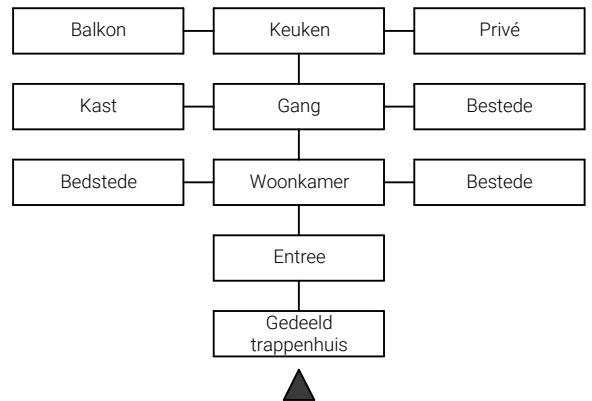 Balkon
Keuken
Privé
Kast
Gang
Bestede
Bedstede
Woonkamer
Bestede
Entree
Gedeeld
trappenhuis